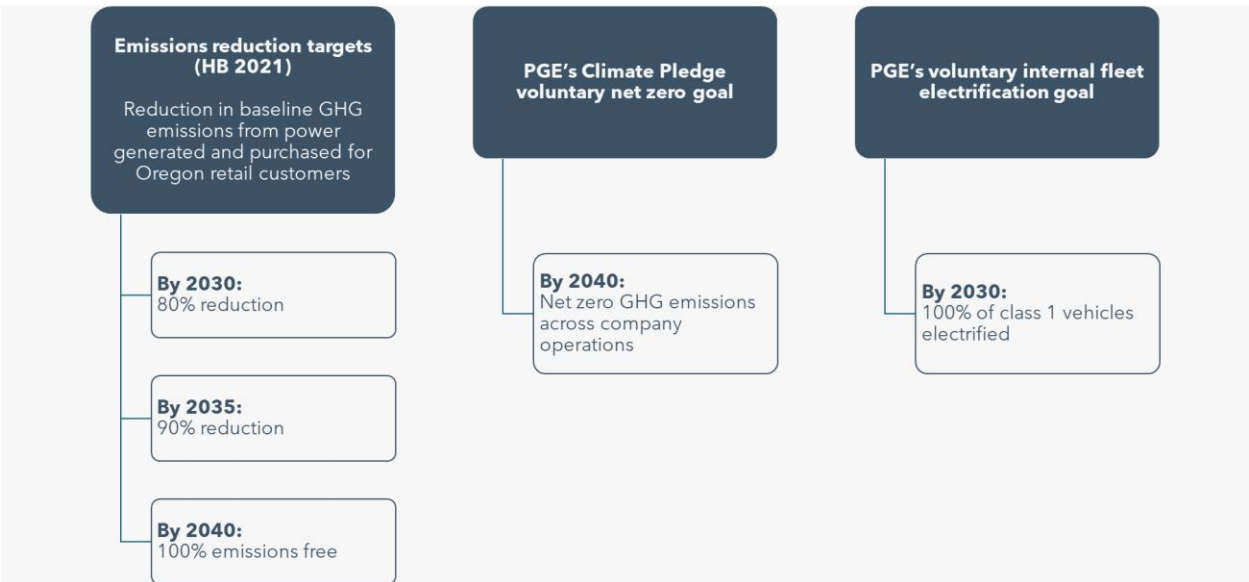 Emissions reduction targets
(HB 2021)
Reduction in baseline GHG
emissions from power
generated and purchased for
Oregon retail customers
By 2030:
80% reduction
By 2035:
90% reduction
By 2040:
100% emissions free
PGE's Climate Pledge
voluntary net zero goal
By 2040:
Net zero GHG emissions
across company
operations
PGE's voluntary internal fleet
electrification goal
By 2030:
100% of class 1 vehicles
electrified